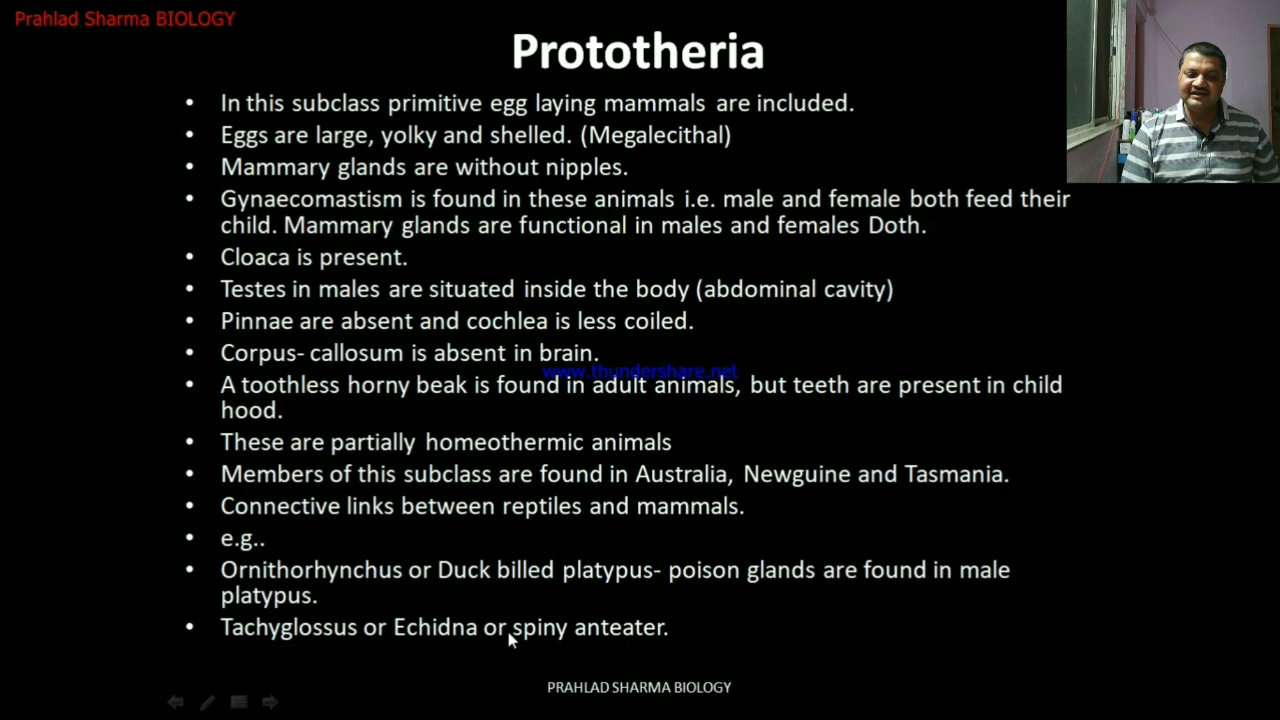 Prahlad Sharma BIOLOGY
Prototheria
• In this subclass primitive egg laying mammals are included.
• Eggs are large, yolky and shelled. (Megalecithal)
• Mammary glands are without nipples.
• Gynaecomastism is found in these animals i.e. male and female both feed their
child. Mammary glands are functional in males and females Doth.
• Cloaca is present.
• Testes in males are situated inside the body (abdominal cavity)
• Pinnae are absent and cochlea is less coiled.
• Corpus- callosum is absent in brain.
www.thundershare.net
• A toothless horny beak is found in adult animals, but teeth are present in child
hood.
• These are partially homeothermic animals
• Members of this subclass are found in Australia, Newguine and Tasmania.
• Connective links between reptiles and mammals.
• e.g..
• Ornithorhynchus or Duck billed platypus- poison glands are found in male
platypus.
• Tachyglossus or Echidna or spiny anteater.
PRAHLAD SHARMA BIOLOGY